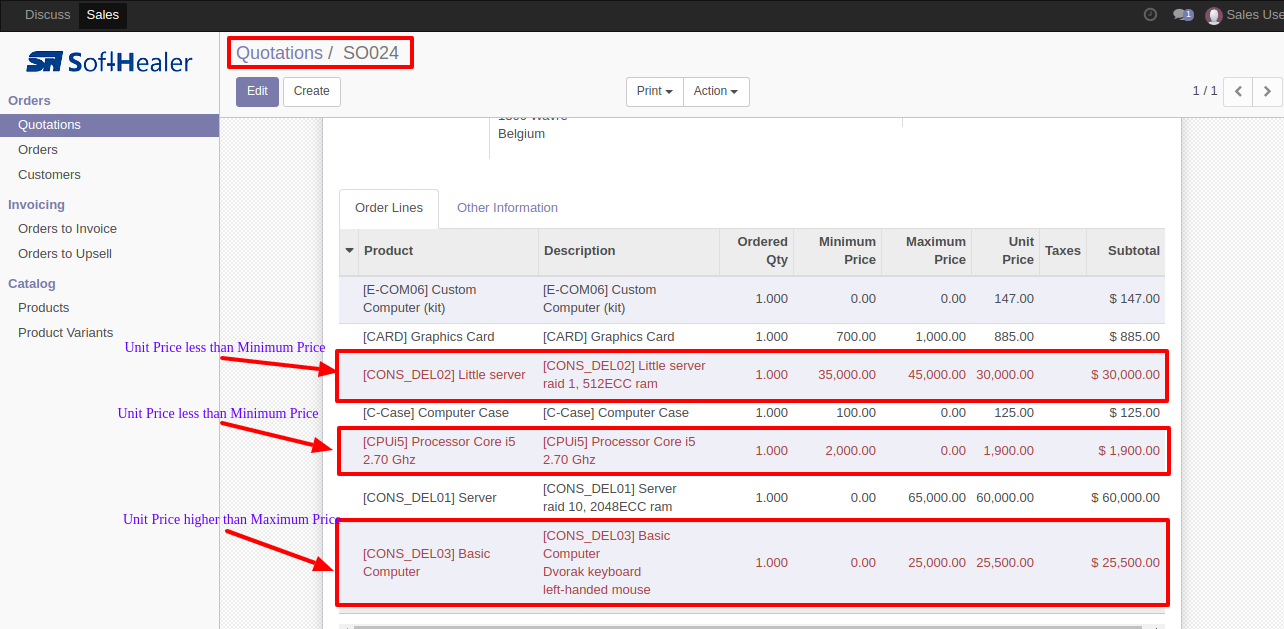 Discuss Sales 1 Sales Use
SoftHealer
Quotations / SO024
Edit Create Print Action 1 / 1
Orders
Quotations
Orders
Customers
Invoicing
Orders to Invoice
Orders to Upsell
Catalog
Products
Product Variants
Belgium
Order Lines Other Information
Product Description Ordered Qty Minimum Price Maximum Price Unit Price Taxes Subtotal
[E-COM06] Custom [E-COM06] Custom
Computer (kit) Computer (kit) 1.000 0.00 0.00 147.00 $ 147.00
[CARD] Graphics Card [CARD] Graphics Card 1.000 700.00 1,000.00 885.00 $ 885.00
Unit Price less than Minimum Price
[CONS_DEL02] Little server [CONS_DEL02] Little server
raid 1, 512ECC ram 1.000 35,000.00 45,000.00 30,000.00 $ 30,000.00
Unit Price less than Minimum Price
[C-Case] Computer Case [C-Case] Computer Case 1.000 100.00 0.00 125.00 $ 125.00
[CPUi5] Processor Core i5 [CPUi5] Processor Core i5
2.70 Ghz 2.70 Ghz 1.000 2,000.00 0.00 1,900.00 $ 1,900.00
[CONS_DEL01] Server [CONS_DEL01] Server
raid 10, 2048ECC ram 1.000 0.00 65,000.00 60,000.00 $ 60,000.00
Unit Price higher than Maximum Price
[CONS_DEL03] Basic [CONS_DEL03] Basic
Computer Computer
Dvorak keyboard 1.000 0.00 25,000.00 25,500.00 $ 25,500.00
left-handed mouse